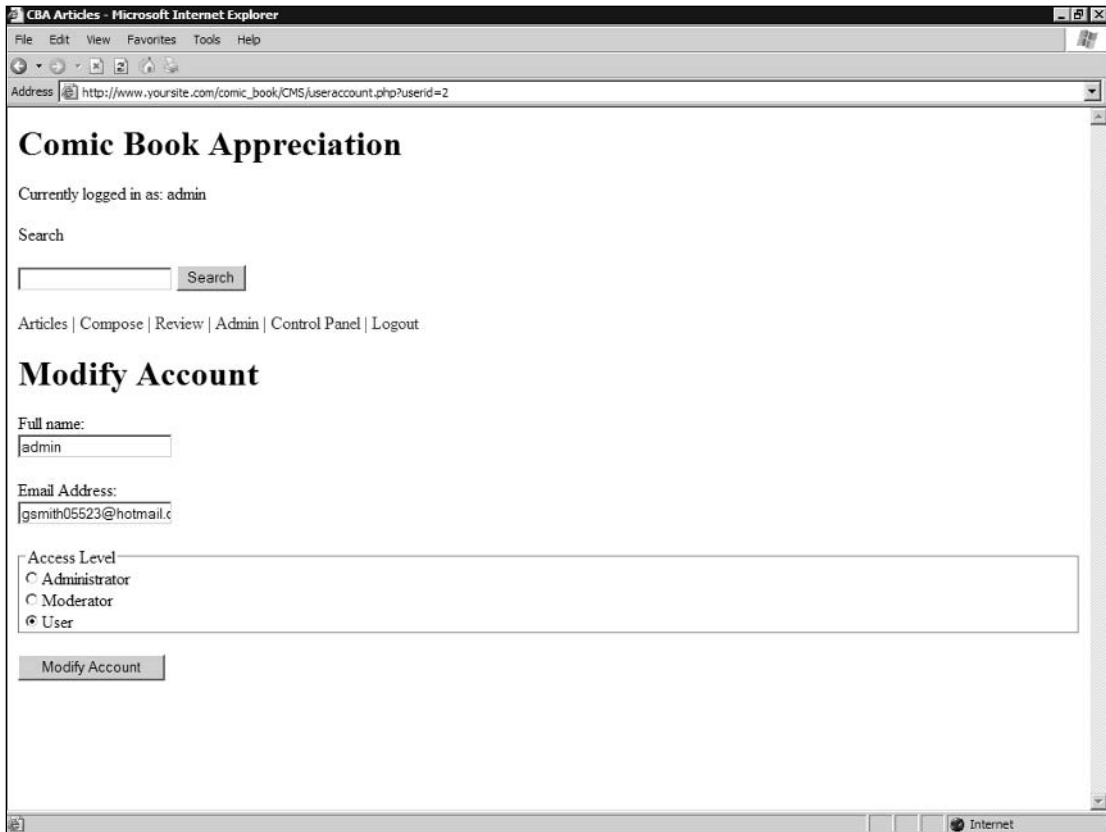 CBA Articles - Microsoft Internet Explorer
File Edit View Favorites Tools Help
Address http://www.yoursite.com/comic_book/CMS/useraccount.php?userid=2
Comic Book Appreciation
Currently logged in as: admin
Search
Search
Articles | Compose | Review | Admin | Control Panel | Logout
Modify Account
Full name:
admin
Email Address:
gsmith05523@hotmail.c
Access Level
Administrator
Moderator
User
Modify Account
Internet